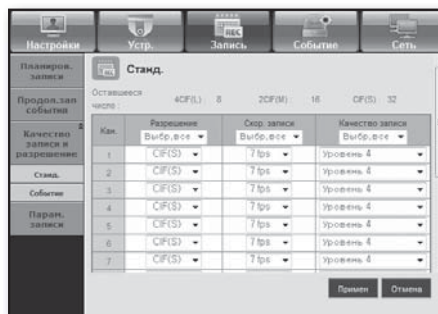 Настройки
Устр.
REC
Запись
Событие
Сеть
Планиров.
записи
Продол.зап
события
Качество
записи и
разрешение
Станд.
Событие
Парам.
записи
REC
Станд.
Оставшееся
число :
4CIF(L) : 8
2CIF(M) : 16
CIF(S) : 32
Кан.
Разрешение
Скор. записи
Качество записи
Выбр,все
Выбр,все
Выбр,все
1 CIF(S) 7 fps Уровень 4
2 CIF(S) 7 fps Уровень 4
3 CIF(S) 7 fps Уровень 4
4 CIF(S) 7 fps Уровень 4
5 CIF(S) 7 fps Уровень 4
6 CIF(S) 7 fps Уровень 4
7 CIF(S) 7 fps Уровень 4
Примен
Отмена